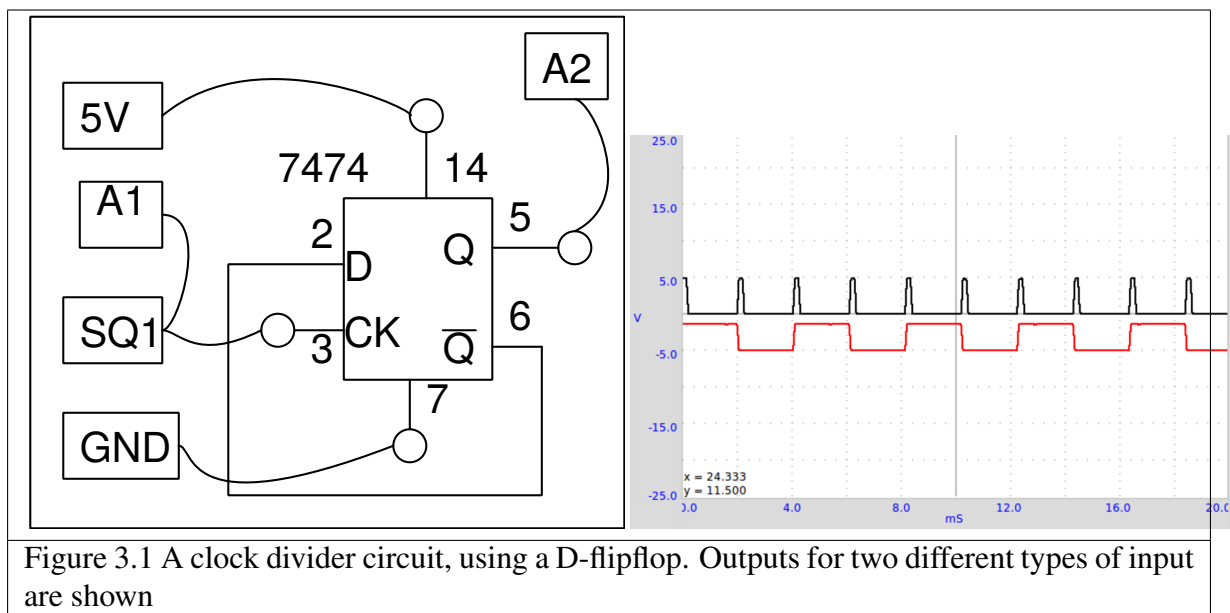 A2
5V
7474
14
A1
2
5
D
Q
SQ1
CK
3
6
Q̅
7
GND
25.0
15.0
5.0
V
-5.0
-15.0
x = 24.333
y = 11.500
-25.0
0.0 4.0 8.0 12.0 16.0 20.0
mS
Figure 3.1 A clock divider circuit, using a D-flipflop. Outputs for two different types of input
are shown